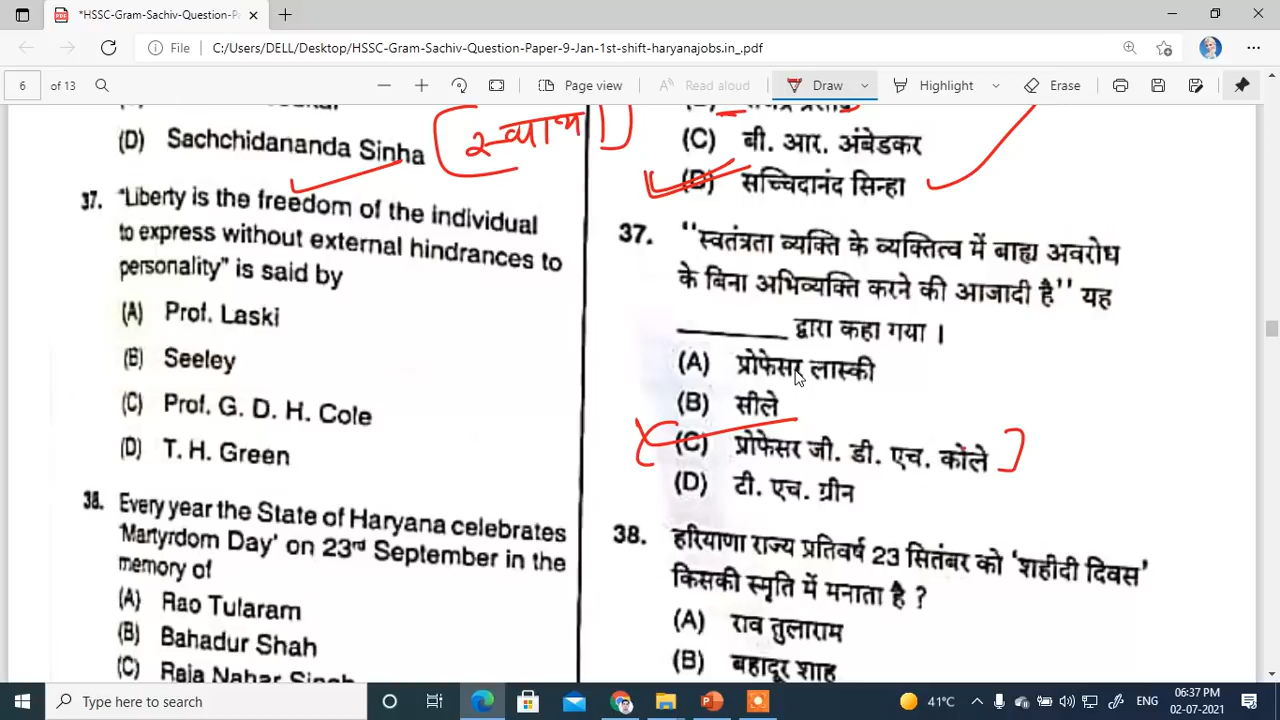 *HSSC-Gram-Sachiv-Question-Pap
File
C:/Users/DELL/Desktop/HSSC-Gram-Sachiv-Question-Paper-9-Jan-1st-shift-haryanajobs.in_.pdf
6 of 13
Page view
Read aloud
Draw
Highlight
Erase
(D) Sachchidananda Sinha
37. "Liberty is the freedom of the individual
to express without external hindrances to
personality" is said by
(A) Prof. Laski
(B) Seeley
(C) Prof. G. D. H. Cole
(D) T. H. Green
38. Every year the State of Haryana celebrates
'Martyrdom Day' on 23rd September in the
memory of
(A) Rao Tularam
(B) Bahadur Shah
(C) Raja Nahar Singh
(C) बी. आर. अंबेडकर
(D) सच्चिदानंद सिन्हा
37. "स्वतंत्रता व्यक्ति के व्यक्तित्व में बाह्य अवरोध
के बिना अभिव्यक्ति करने की आजादी है" यह
________ द्वारा कहा गया ।
(A) प्रोफेसर लास्की
(B) सीले
(C) प्रोफेसर जी. डी. एच. कोले
(D) टी. एच. ग्रीन
38. हरियाणा राज्य प्रतिवर्ष 23 सितंबर को 'शहीदी दिवस'
किसकी स्मृति में मनाता है ?
(A) राव तुलाराम
(B) बहादूर शाह
Type here to search
41°C
ENG
06:37 PM
02-07-2021